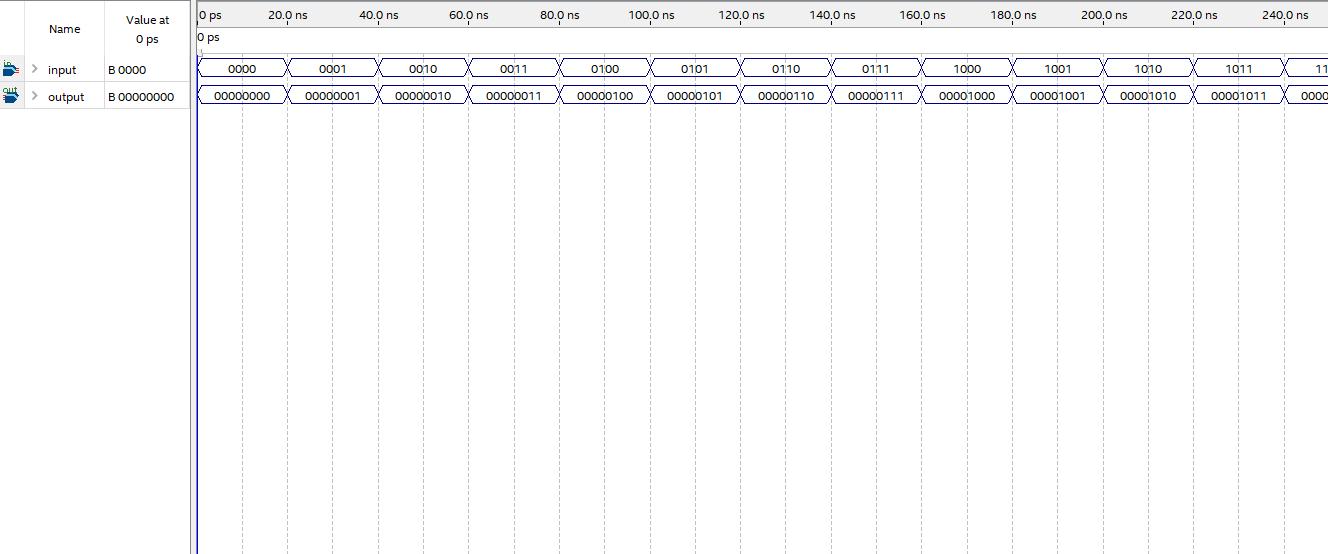 Name
Value at
0 ps
0 ps 20.0 ns 40.0 ns 60.0 ns 80.0 ns 100.0 ns 120.0 ns 140.0 ns 160.0 ns 180.0 ns 200.0 ns 220.0 ns 240.0 ns
0 ps
in input B 0000 0000 0001 0010 0011 0100 0101 0110 0111 1000 1001 1010 1011 11
out output B 00000000 00000000 00000001 00000010 00000011 00000100 00000101 00000110 00000111 00001000 00001001 00001010 00001011 0000